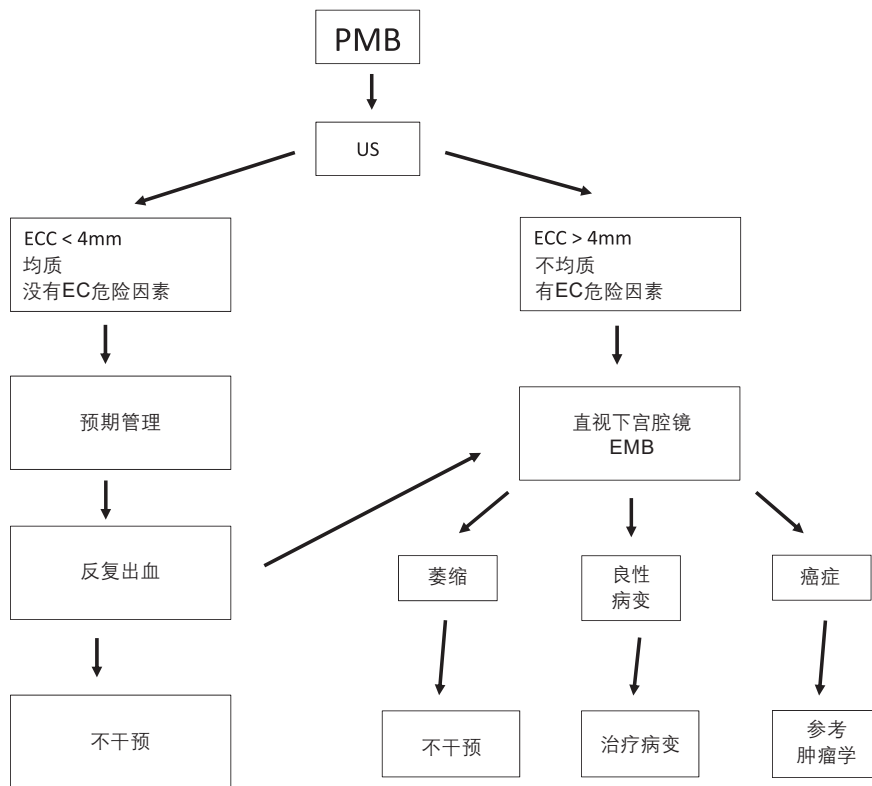 PMB
US
ECC < 4mm
均质
没有EC危险因素
ECC > 4mm
不均质
有EC危险因素
预期管理
直视下宫腔镜
EMB
反复出血
萎缩
良性
病变
癌症
不干预
不干预
治疗病变
参考
肿瘤学